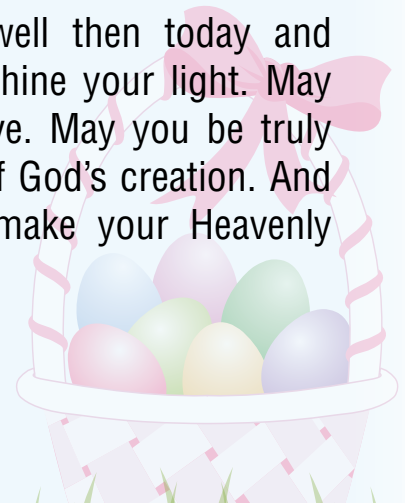 well then today and
hine your light. May
ve. May you be truly
f God's creation. And
make your Heavenly